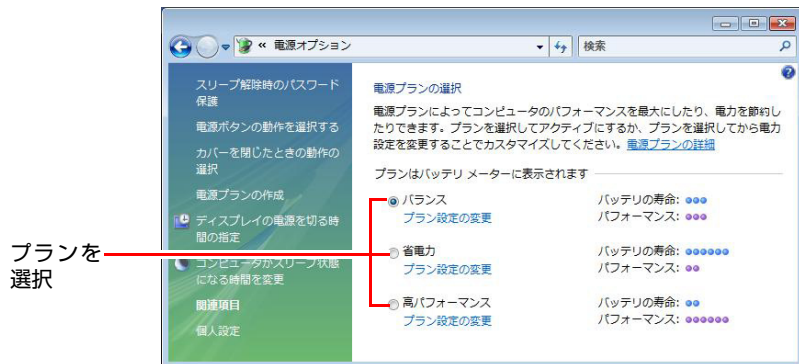 « 電源オプション
検索
スリープ解除時のパスワード
保護
電源ボタンの動作を選択する
カバーを閉じたときの動作の
選択
電源プランの作成
ディスプレイの電源を切る時
間の指定
コンピュータがスリープ状態
になる時間を変更
関連項目
個人設定
電源プランの選択
電源プランによってコンピュータのパフォーマンスを最大にしたり、電力を節約し
たりできます。プランを選択してアクティブにするか、プランを選択してから電力
設定を変更することでカスタマイズしてください。電源プランの詳細
プランはバッテリ メーターに表示されます
バランス
バッテリの寿命:
プラン設定の変更
パフォーマンス:
省電力
バッテリの寿命:
プラン設定の変更
パフォーマンス:
高パフォーマンス
バッテリの寿命:
プラン設定の変更
パフォーマンス:
プランを
選択